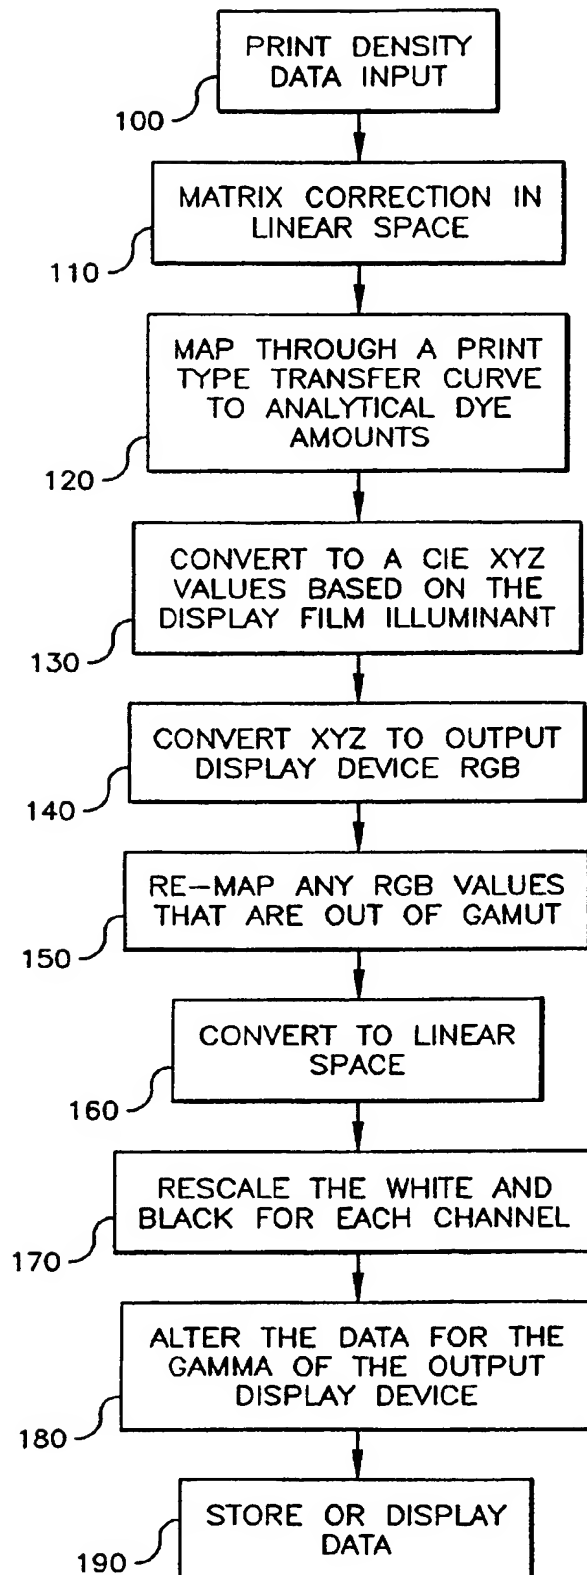 PRINT DENSITY
DATA INPUT
100
MATRIX CORRECTION IN
LINEAR SPACE
110
MAP THROUGH A PRINT
TYPE TRANSFER CURVE
TO ANALYTICAL DYE
AMOUNTS
120
CONVERT TO A CIE XYZ
VALUES BASED ON THE
DISPLAY FILM ILLUMINANT
130
CONVERT XYZ TO OUTPUT
DISPLAY DEVICE RGB
140
RE-MAP ANY RGB VALUES
THAT ARE OUT OF GAMUT
150
CONVERT TO LINEAR
SPACE
160
RESCALE THE WHITE AND
BLACK FOR EACH CHANNEL
170
ALTER THE DATA FOR THE
GAMMA OF THE OUTPUT
DISPLAY DEVICE
180
STORE OR DISPLAY
DATA
190